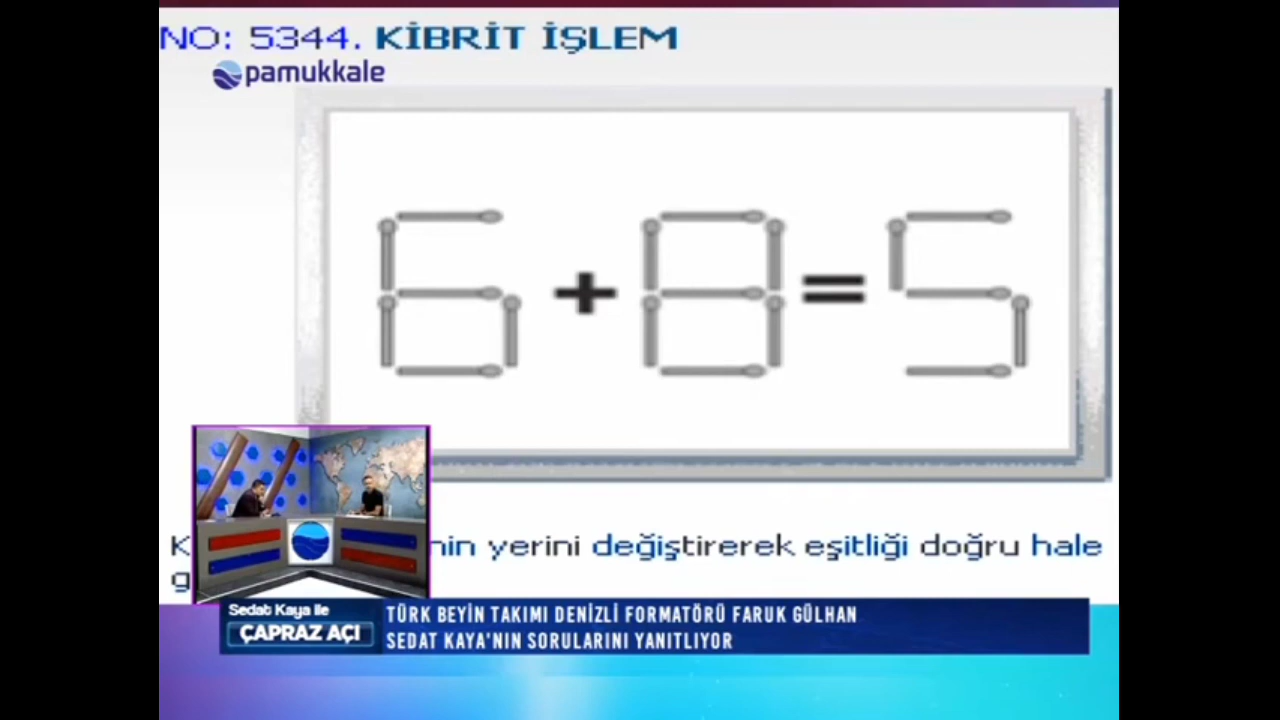 NO: 5344. KİBRİT İŞLEM
pamukkale
6 + 8 = 5
yerini değiştirerek eşitliği doğru hale
Sedat Kaya ile
ÇAPRAZ AÇI
TÜRK BEYİN TAKIMI DENİZLİ FORMATÖRÜ FARUK GÜLHAN
SEDAT KAYA'NIN SORULARINI YANITLIYOR